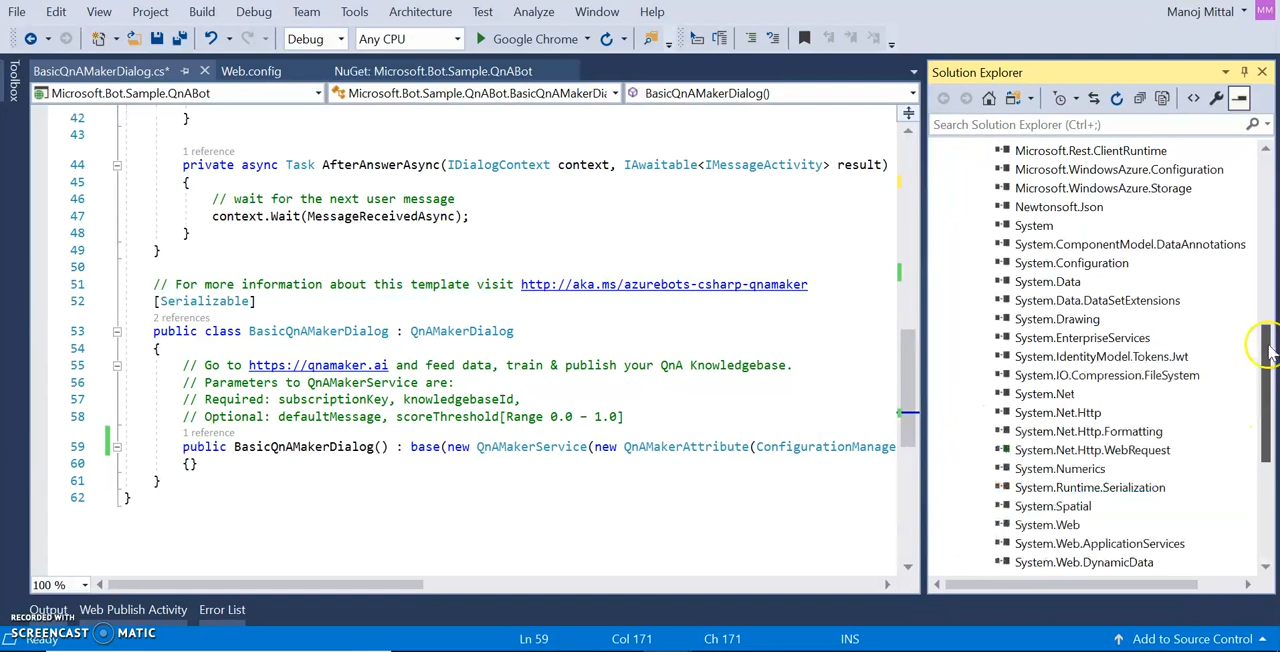 File Edit View Project Build Debug Team Tools Architecture Test Analyze Window Help Manoj Mittal MM
Debug Any CPU Google Chrome
Toolbox
BasicQnAMakerDialog.cs* Web.config NuGet: Microsoft.Bot.Sample.QnABot
Microsoft.Bot.Sample.QnABot Microsoft.Bot.Sample.QnABot.BasicQnAMakerDia BasicQnAMakerDialog()
42 }
43
1 reference
44 private async Task AfterAnswerAsync(IDialogContext context, IAwaitable<IMessageActivity> result)
45 {
46 // wait for the next user message
47 context.Wait(MessageReceivedAsync);
48 }
49 }
50
51 // For more information about this template visit http://aka.ms/azurebots-csharp-qnamaker
52 [Serializable]
2 references
53 public class BasicQnAMakerDialog : QnAMakerDialog
54 {
55 // Go to https://qnamaker.ai and feed data, train & publish your QnA Knowledgebase.
56 // Parameters to QnAMakerService are:
57 // Required: subscriptionKey, knowledgebaseId,
58 // Optional: defaultMessage, scoreThreshold[Range 0.0 – 1.0]
1 reference
59 public BasicQnAMakerDialog() : base(new QnAMakerService(new QnAMakerAttribute(ConfigurationManage
60 {}
61 }
62 }
100 %
Solution Explorer
Search Solution Explorer (Ctrl+;)
Microsoft.Rest.ClientRuntime
Microsoft.WindowsAzure.Configuration
Microsoft.WindowsAzure.Storage
Newtonsoft.Json
System
System.ComponentModel.DataAnnotations
System.Configuration
System.Data
System.Data.DataSetExtensions
System.Drawing
System.EnterpriseServices
System.IdentityModel.Tokens.Jwt
System.IO.Compression.FileSystem
System.Net
System.Net.Http
System.Net.Http.Formatting
System.Net.Http.WebRequest
System.Numerics
System.Runtime.Serialization
System.Spatial
System.Web
System.Web.ApplicationServices
System.Web.DynamicData
Output Web Publish Activity Error List
RECORDED WITH
SCREENCAST MATIC
Ready Ln 59 Col 171 Ch 171 INS Add to Source Control